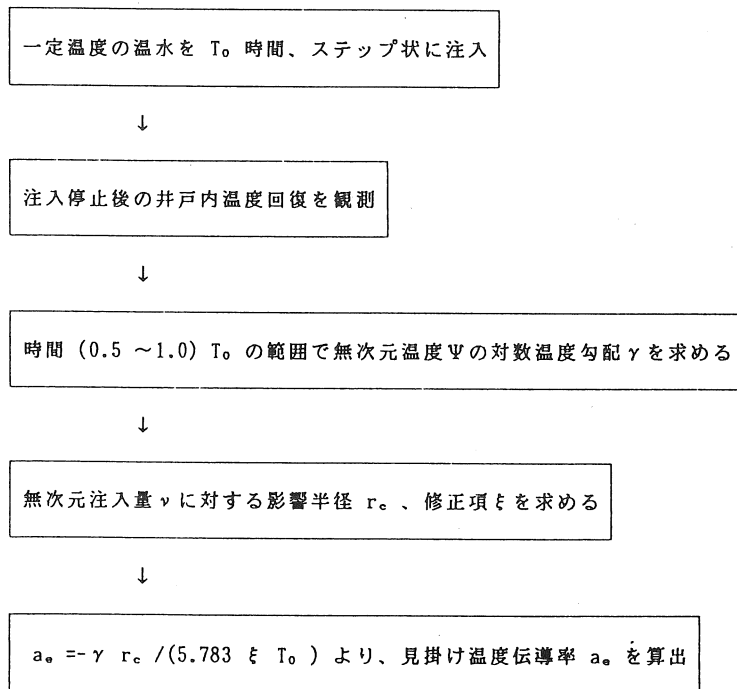 一定温度の温水を T₀ 時間、ステップ状に注入
↓
注入停止後の井戸内温度回復を観測
↓
時間 (0.5 ～1.0) T₀ の範囲で無次元温度Ψの対数温度勾配γを求める
↓
無次元注入量νに対する影響半径 r꜀ 、修正項ξを求める
↓
aₑ =-γ r꜀ /(5.783 ξ T₀ ) より、見掛け温度伝導率 aₑ を算出